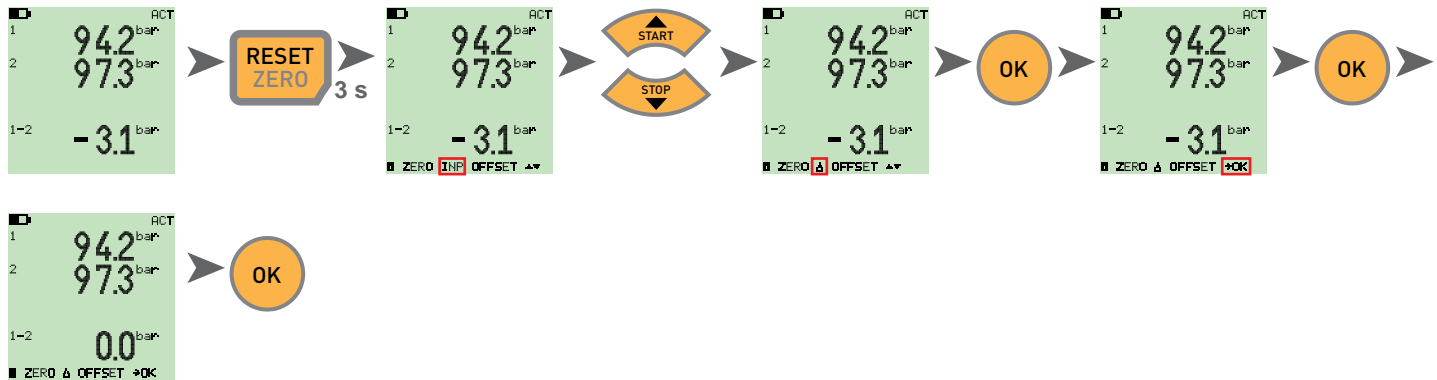 ACT
1 94.2 bar
2 97.3 bar
1-2 - 3.1 bar
RESET
ZERO
3 s
ACT
1 94.2 bar
2 97.3 bar
1-2 - 3.1 bar
ZERO INP OFFSET ▲▼
START
STOP
ACT
1 94.2 bar
2 97.3 bar
1-2 - 3.1 bar
ZERO Δ OFFSET ▲▼
OK
ACT
1 94.2 bar
2 97.3 bar
1-2 - 3.1 bar
ZERO Δ OFFSET →OK
OK
ACT
1 94.2 bar
2 97.3 bar
1-2 0.0 bar
ZERO Δ OFFSET →OK
OK